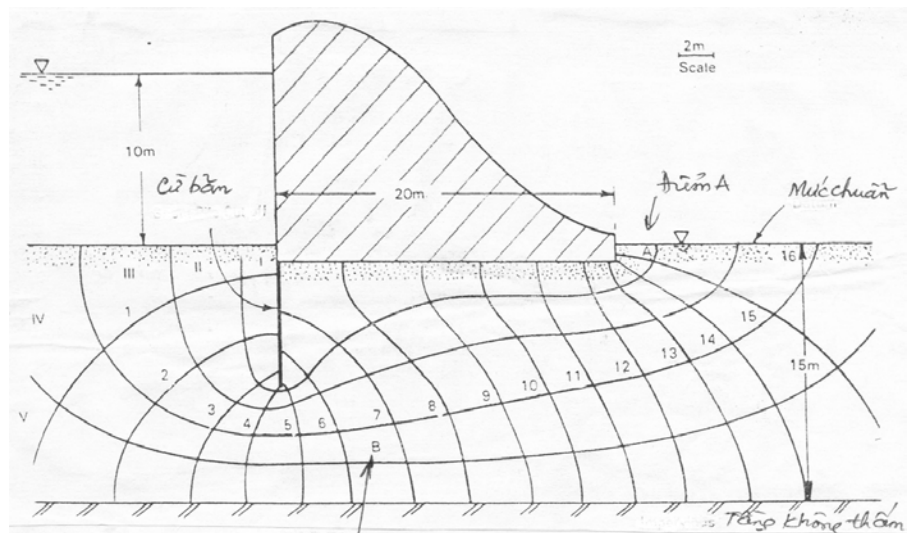 2m
Scale
10m
Cừ bản
20m
Điểm A
Mức chuẩn
III
II
I
A
16
IV
1
15
2
14
15m
13
12
11
3
10
9
8
7
V
4
5
6
B
Tầng không thấm